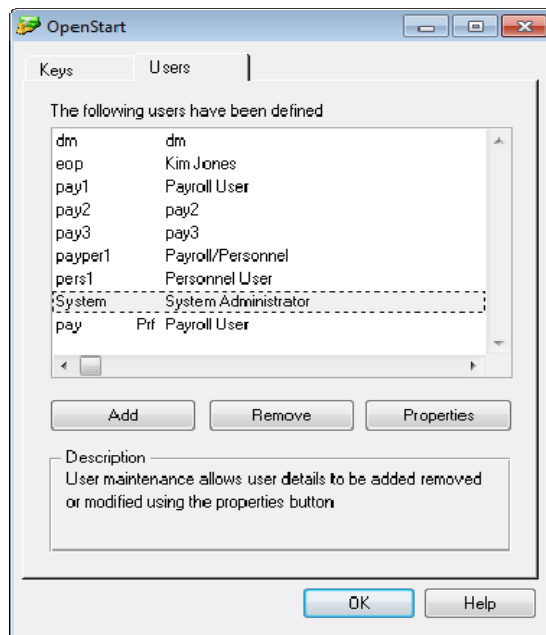 OpenStart
Keys Users
The following users have been defined
dm dm
eop Kim Jones
pay1 Payroll User
pay2 pay2
pay3 pay3
payper1 Payroll/Personnel
pers1 Personnel User
System System Administrator
pay Prf Payroll User
Add Remove Properties
Description
User maintenance allows user details to be added removed
or modified using the properties button
OK Help